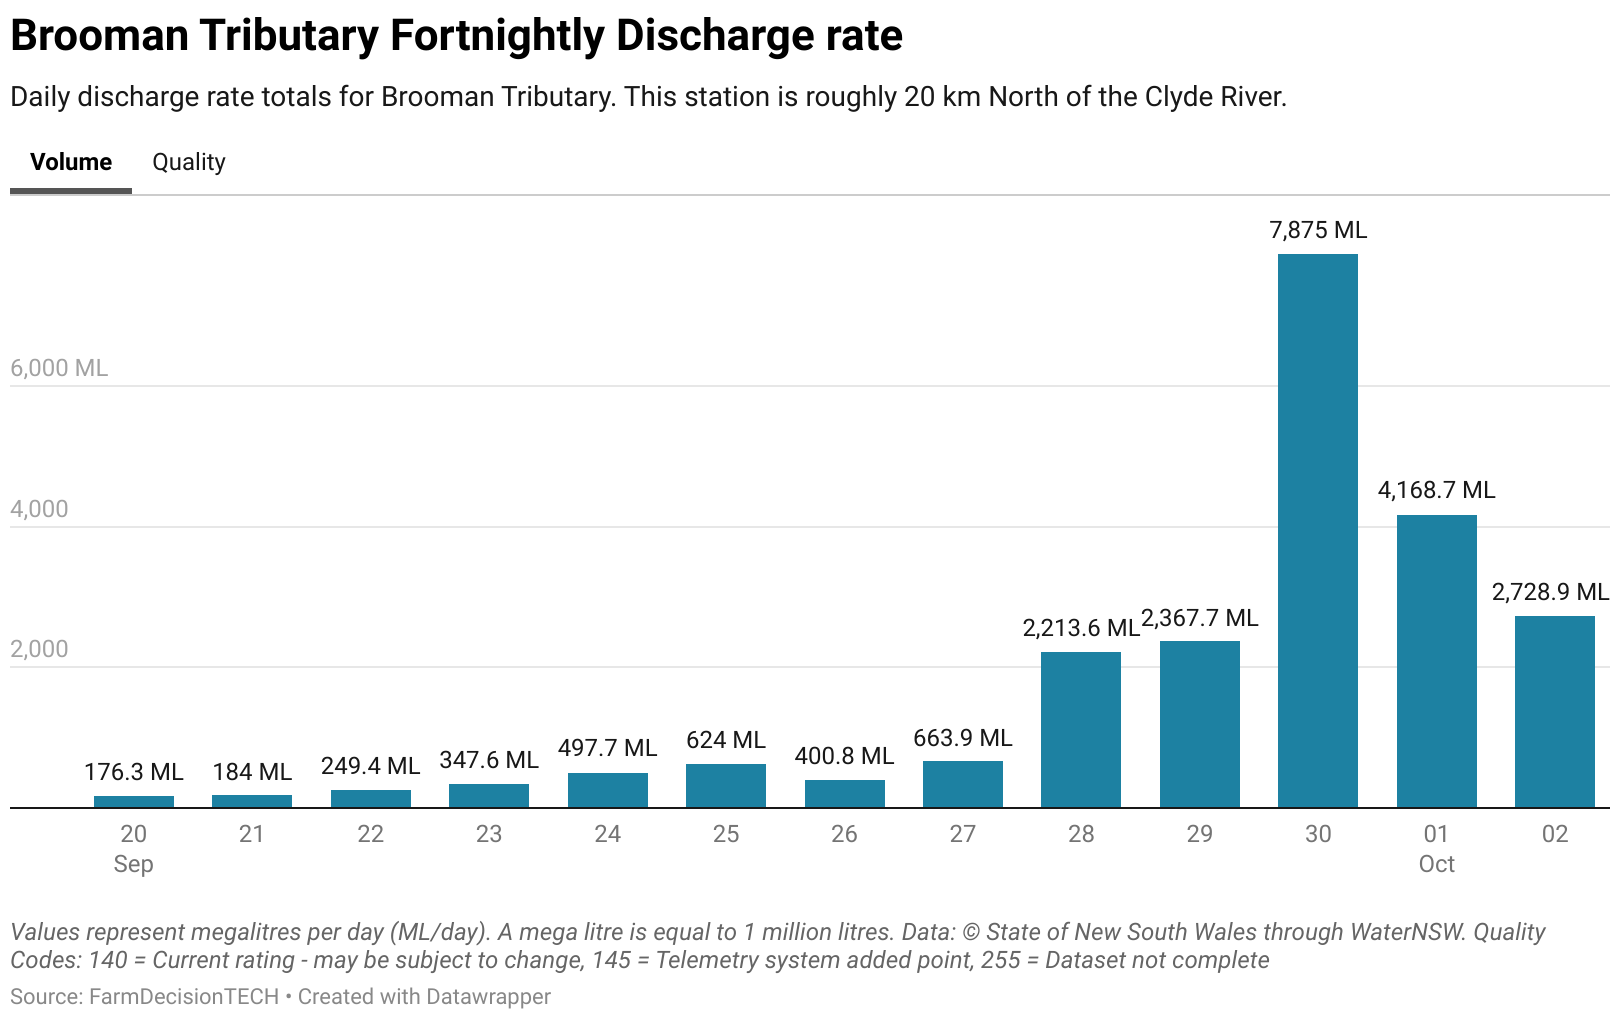 Brooman Tributary Fortnightly Discharge rate
Daily discharge rate totals for Brooman Tributary. This station is roughly 20 km North of the Clyde River.
Volume Quality
7,875 ML
6,000 ML
4,168.7 ML
4,000
2,728.9 ML
2,213.6 ML 2,367.7 ML
2,000
176.3 ML 184 ML 249.4 ML 347.6 ML 497.7 ML 624 ML 400.8 ML 663.9 ML
20 21 22 23 24 25 26 27 28 29 30 01 02
Sep Oct
Values represent megalitres per day (ML/day). A mega litre is equal to 1 million litres. Data: © State of New South Wales through WaterNSW. Quality
Codes: 140 = Current rating - may be subject to change, 145 = Telemetry system added point, 255 = Dataset not complete
Source: FarmDecisionTECH • Created with Datawrapper